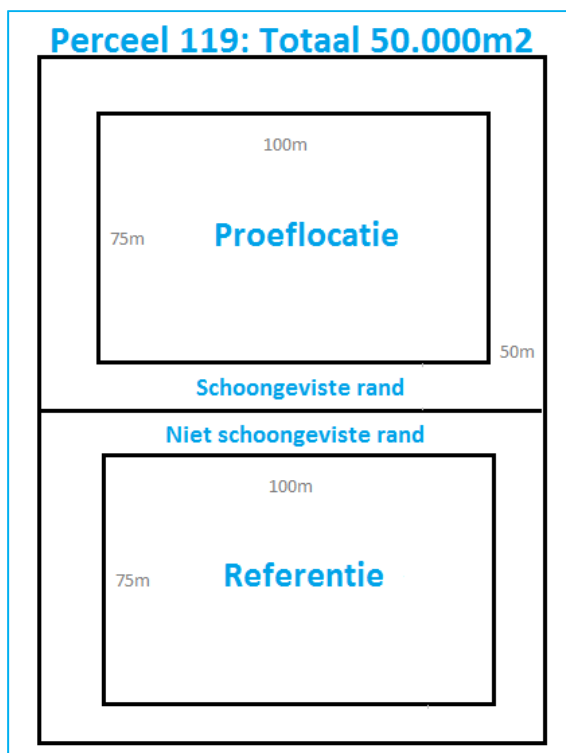 Perceel 119: Totaal 50.000m2
100m
75m
Proeflocatie
50m
Schoongeviste rand
Niet schoongeviste rand
100m
75m
Referentie